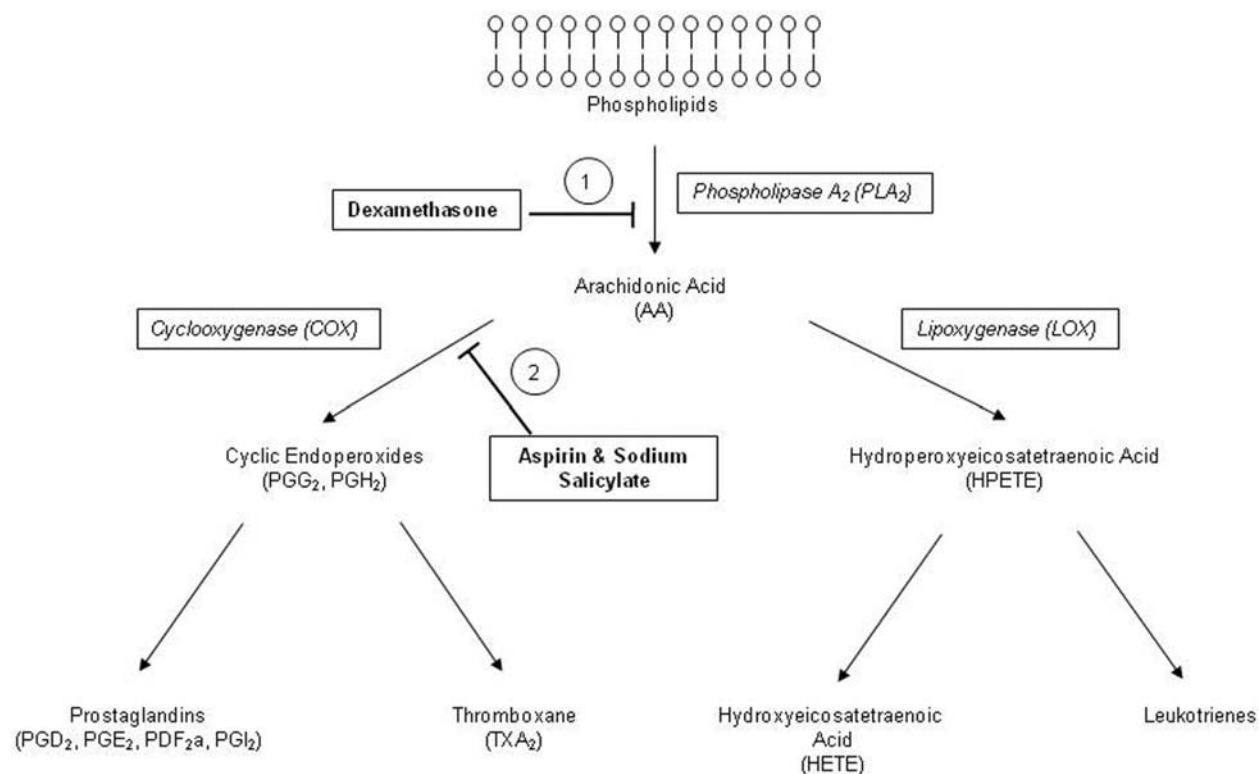 Phospholipids
1
Dexamethasone
Phospholipase A₂ (PLA₂)
Arachidonic Acid
(AA)
Cyclooxygenase (COX)
Lipoxygenase (LOX)
2
Cyclic Endoperoxides
(PGG₂, PGH₂)
Aspirin & Sodium
Salicylate
Hydroperoxyeicosatetraenoic Acid
(HPETE)
Prostaglandins
(PGD₂, PGE₂, PDF₂a, PGI₂)
Thromboxane
(TXA₂)
Hydroxyeicosatetraenoic
Acid
(HETE)
Leukotrienes